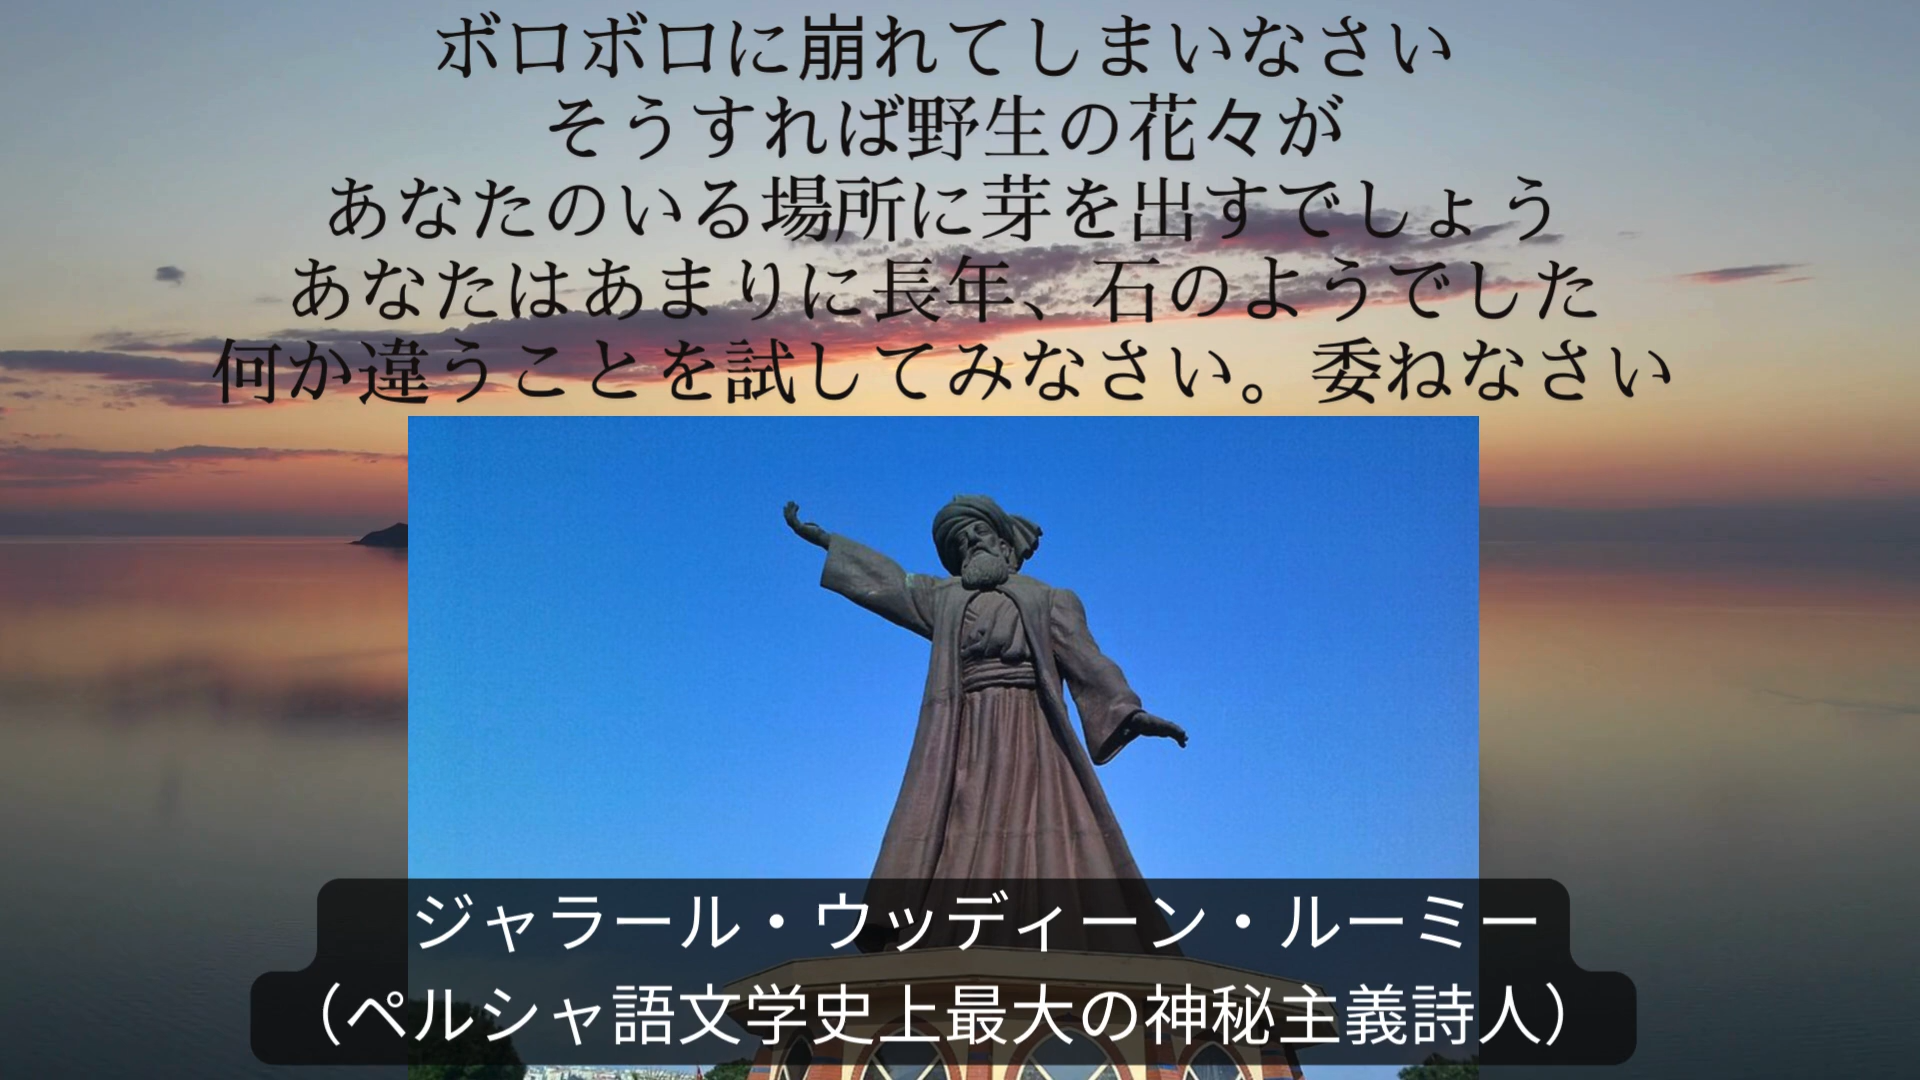 ボロボロに崩れてしまいなさい
そうすれば野生の花々が
あなたのいる場所に芽を出すでしょう
あなたはあまりに長年、石のようでした
何か違うことを試してみなさい。委ねなさい
ジャラール・ウッディーン・ルーミー
（ペルシャ語文学史上最大の神秘主義詩人）